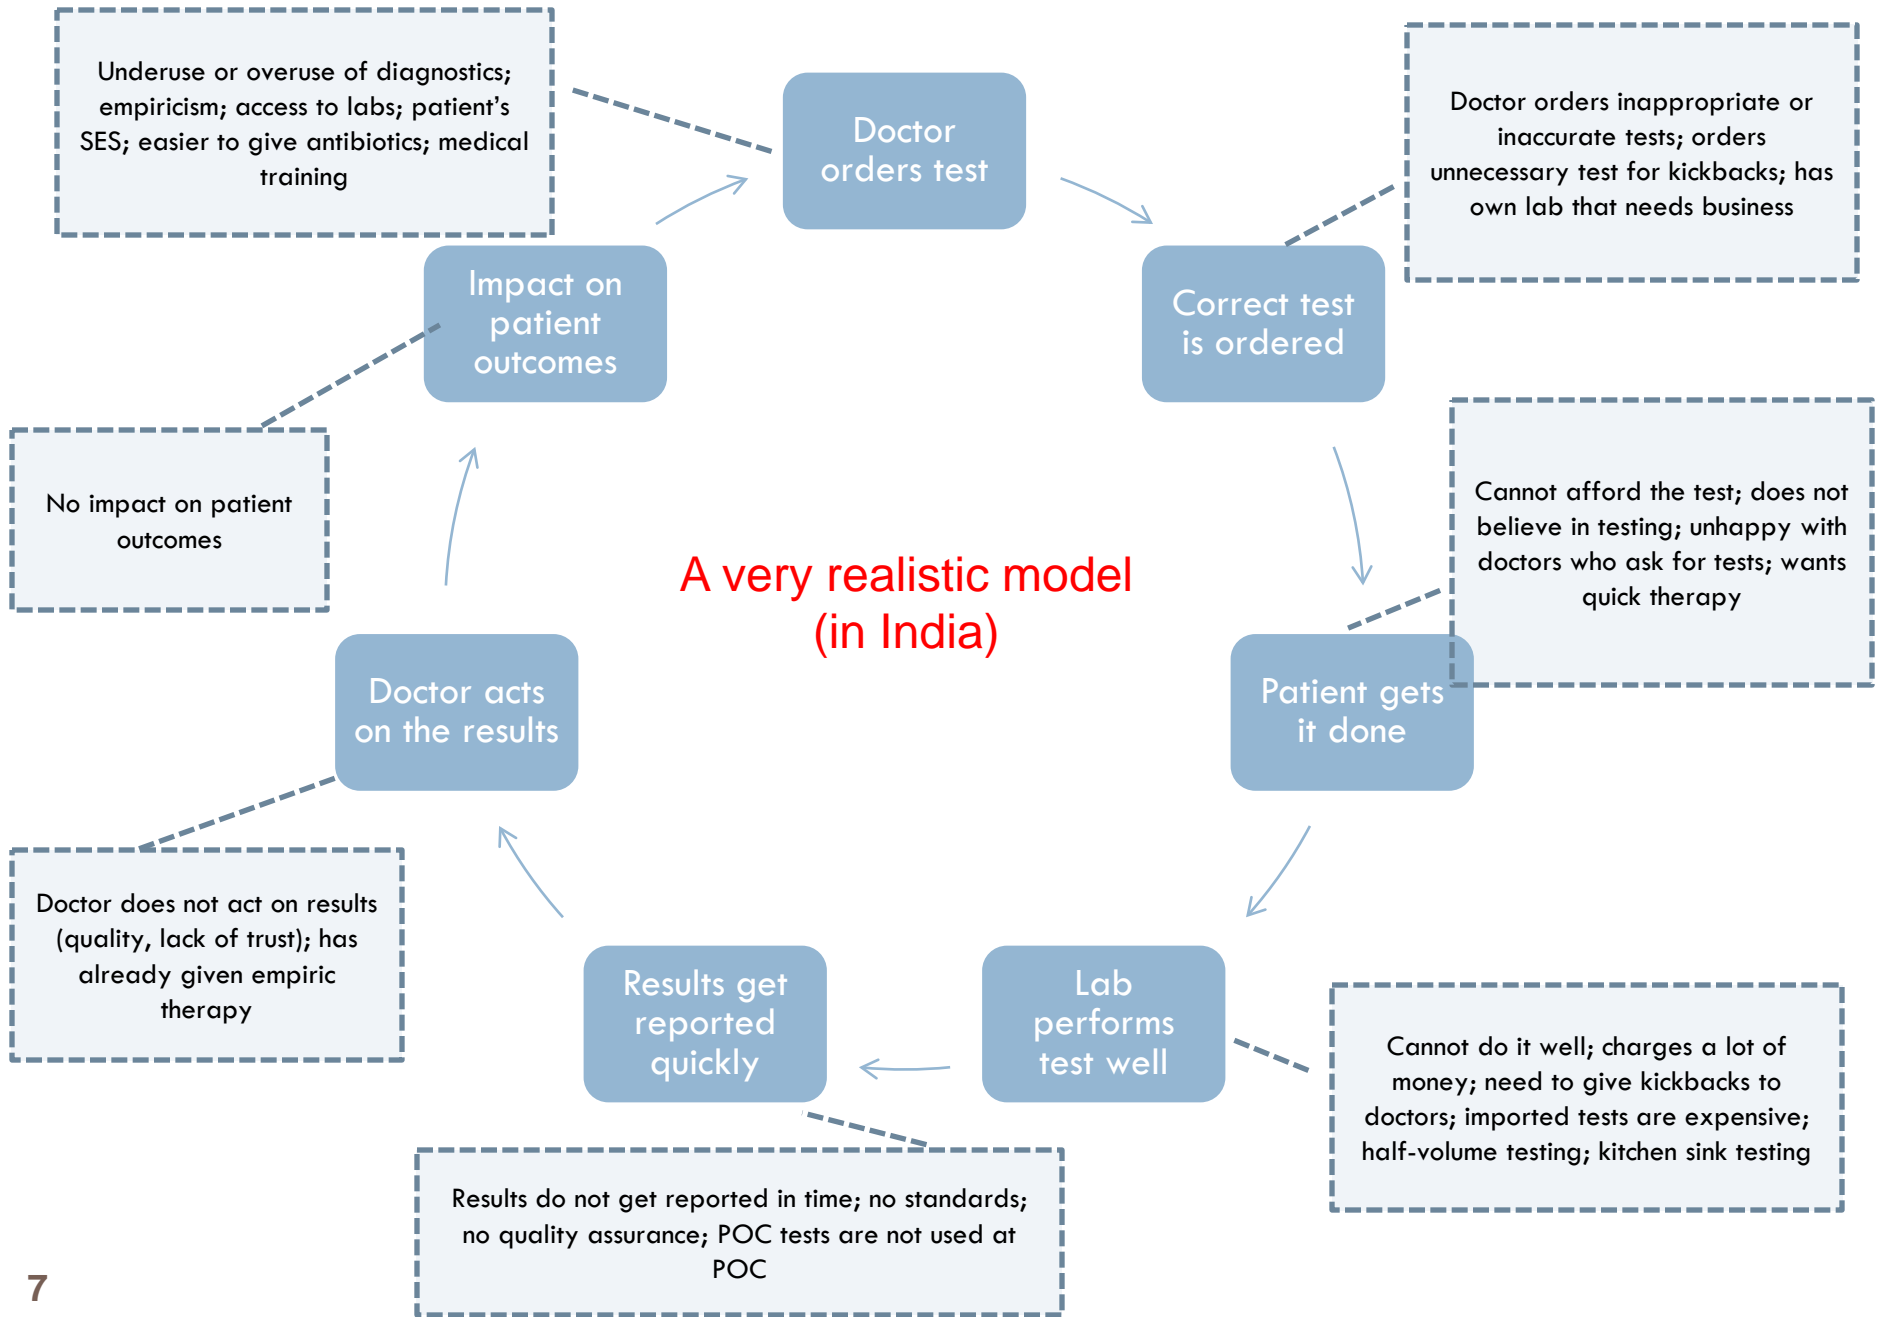 Underuse or overuse of diagnostics;
empiricism; access to labs; patient’s
SES; easier to give antibiotics; medical
training
Doctor
orders test
Doctor orders inappropriate or
inaccurate tests; orders
unnecessary test for kickbacks; has
own lab that needs business
Impact on
patient
outcomes
Correct test
is ordered
No impact on patient
outcomes
Cannot afford the test; does not
believe in testing; unhappy with
doctors who ask for tests; wants
quick therapy
A very realistic model
(in India)
Doctor acts
on the results
Patient gets
it done
Doctor does not act on results
(quality, lack of trust); has
already given empiric
therapy
Results get
reported
quickly
Lab
performs
test well
Cannot do it well; charges a lot of
money; need to give kickbacks to
doctors; imported tests are expensive;
half-volume testing; kitchen sink testing
Results do not get reported in time; no standards;
no quality assurance; POC tests are not used at
POC
7